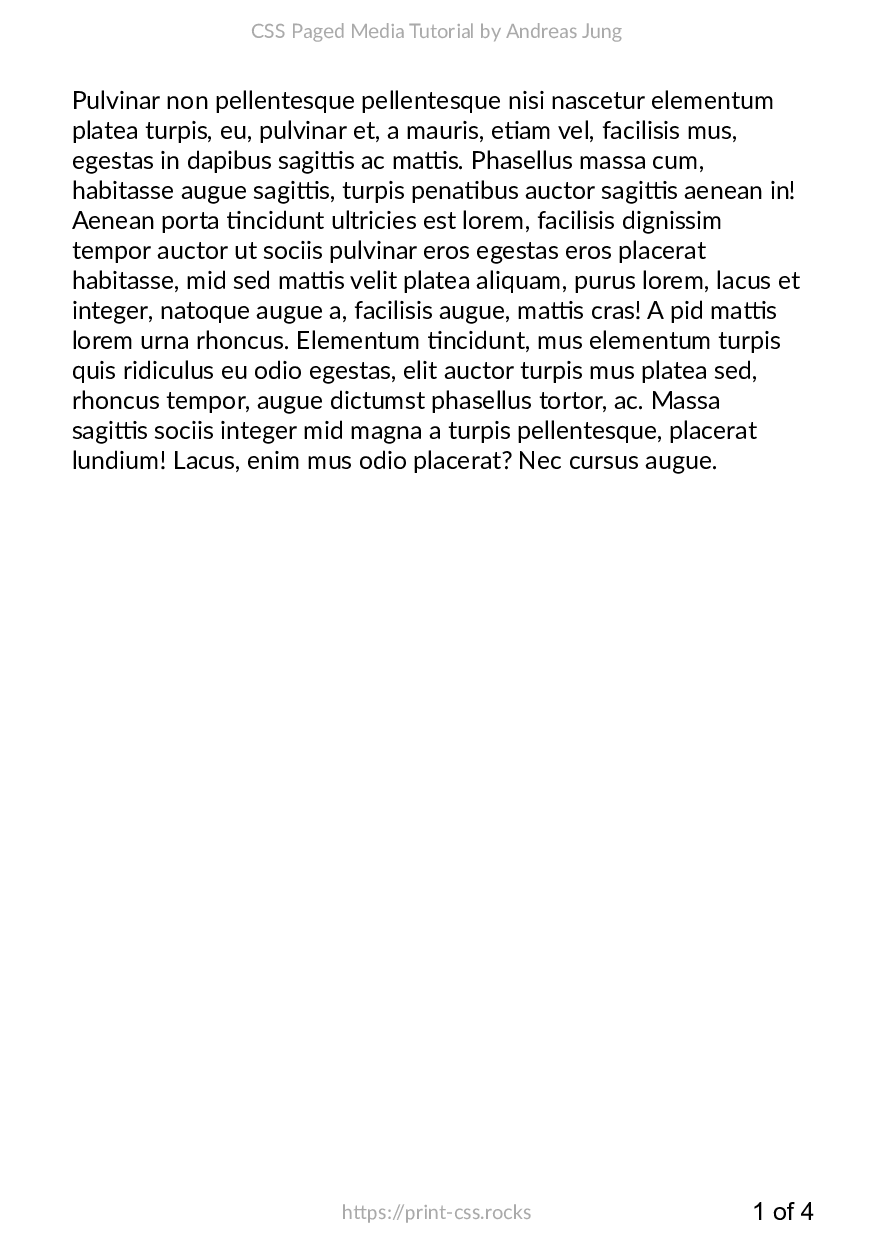 CSS Paged Media Tutorial by Andreas Jung
Pulvinar non pellentesque pellentesque nisi nascetur elementum
platea turpis, eu, pulvinar et, a mauris, etiam vel, facilisis mus,
egestas in dapibus sagittis ac mattis. Phasellus massa cum,
habitasse augue sagittis, turpis penatibus auctor sagittis aenean in!
Aenean porta tincidunt ultricies est lorem, facilisis dignissim
tempor auctor ut sociis pulvinar eros egestas eros placerat
habitasse, mid sed mattis velit platea aliquam, purus lorem, lacus et
integer, natoque augue a, facilisis augue, mattis cras! A pid mattis
lorem urna rhoncus. Elementum tincidunt, mus elementum turpis
quis ridiculus eu odio egestas, elit auctor turpis mus platea sed,
rhoncus tempor, augue dictumst phasellus tortor, ac. Massa
sagittis sociis integer mid magna a turpis pellentesque, placerat
lundium! Lacus, enim mus odio placerat? Nec cursus augue.
https://print-css.rocks
1 of 4